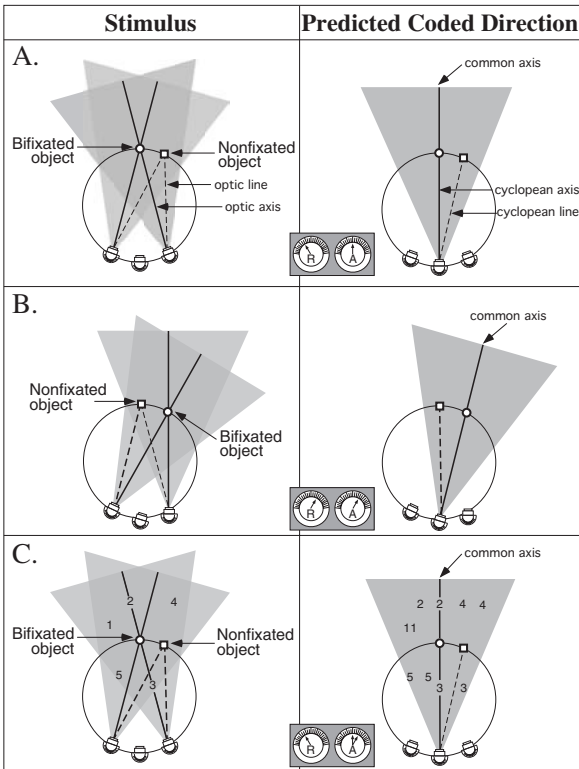 Stimulus
Predicted Coded Direction
A.
Bifixated
object
Nonfixated
object
optic line
optic axis
common axis
cyclopean axis
cyclopean line
R A
B.
Nonfixated
object
Bifixated
object
common axis
R A
C.
2
4
1
Bifixated
object
Nonfixated
object
5
3
common axis
2 2 4 4
11
5 5
3 3
R A